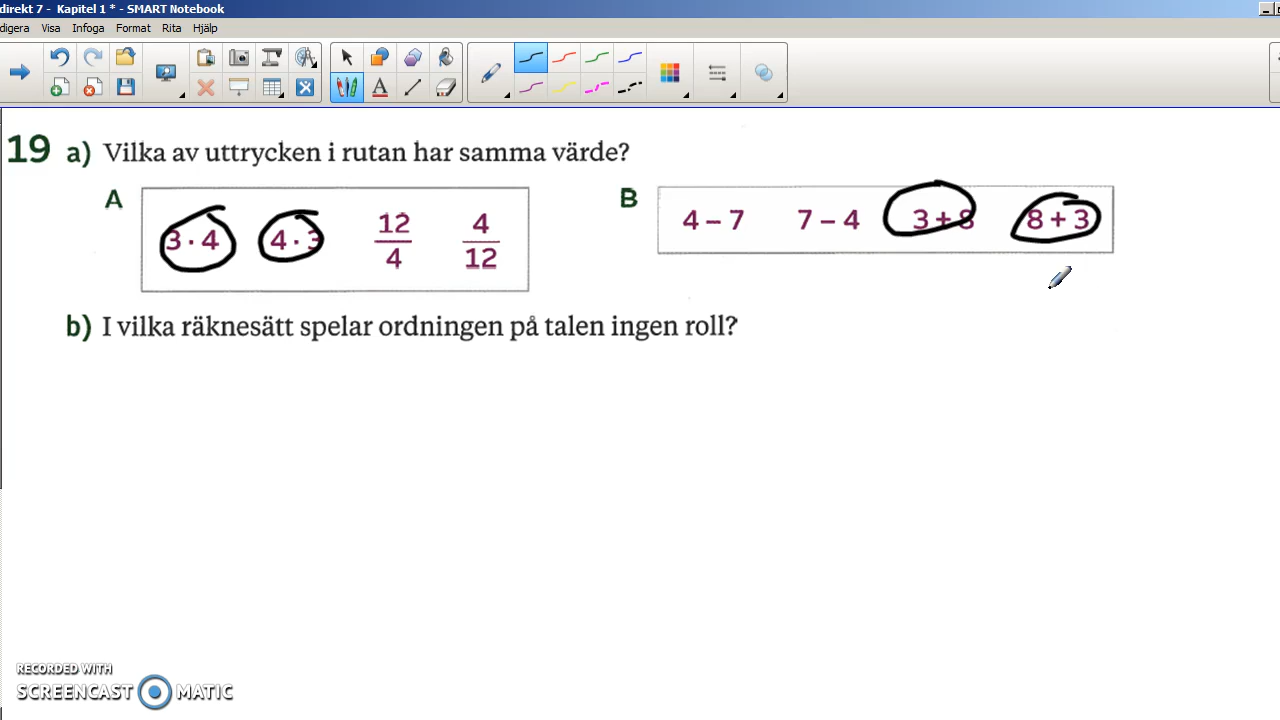 direkt 7 - Kapitel 1 * - SMART Notebook
digera Visa Infoga Format Rita Hjälp
19 a) Vilka av uttrycken i rutan har samma värde?
A 3 · 4 4 · 3 12/4 4/12
B 4 – 7 7 – 4 3 + 8 8 + 3
b) I vilka räknesätt spelar ordningen på talen ingen roll?
RECORDED WITH
SCREENCAST MATIC